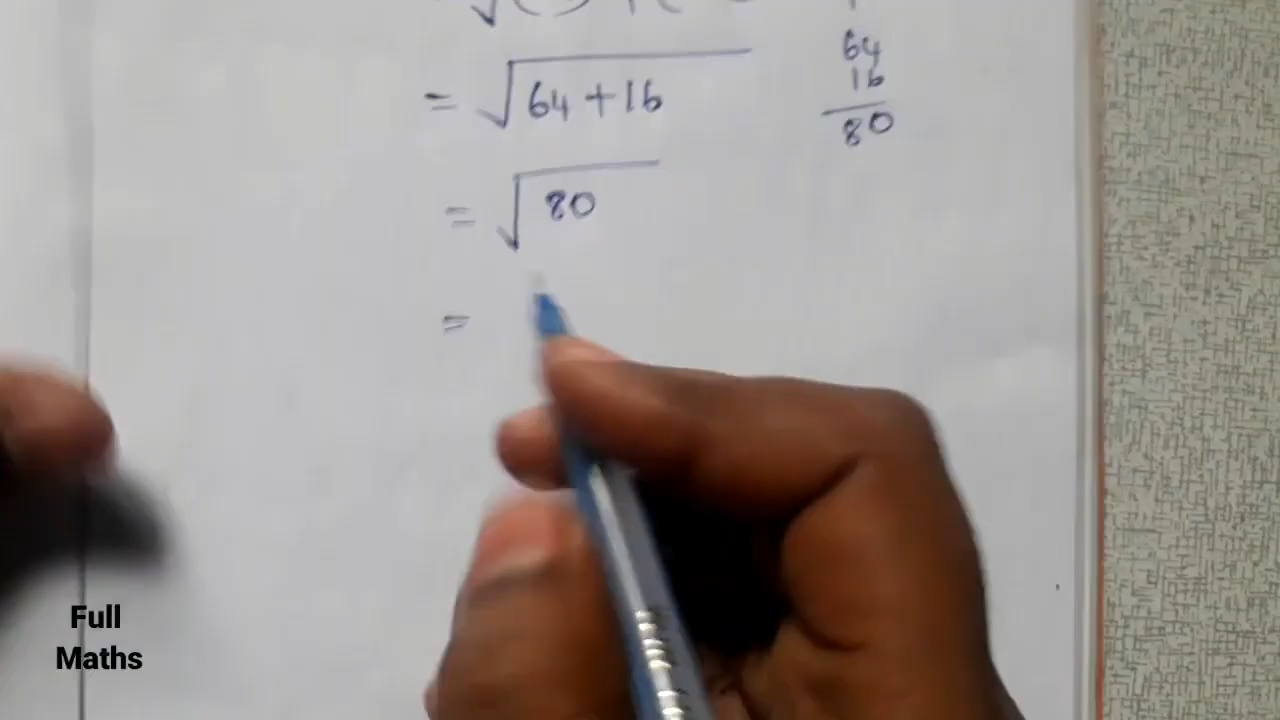 = √64 + 16
64
16
80
= √80
=
Full
Maths